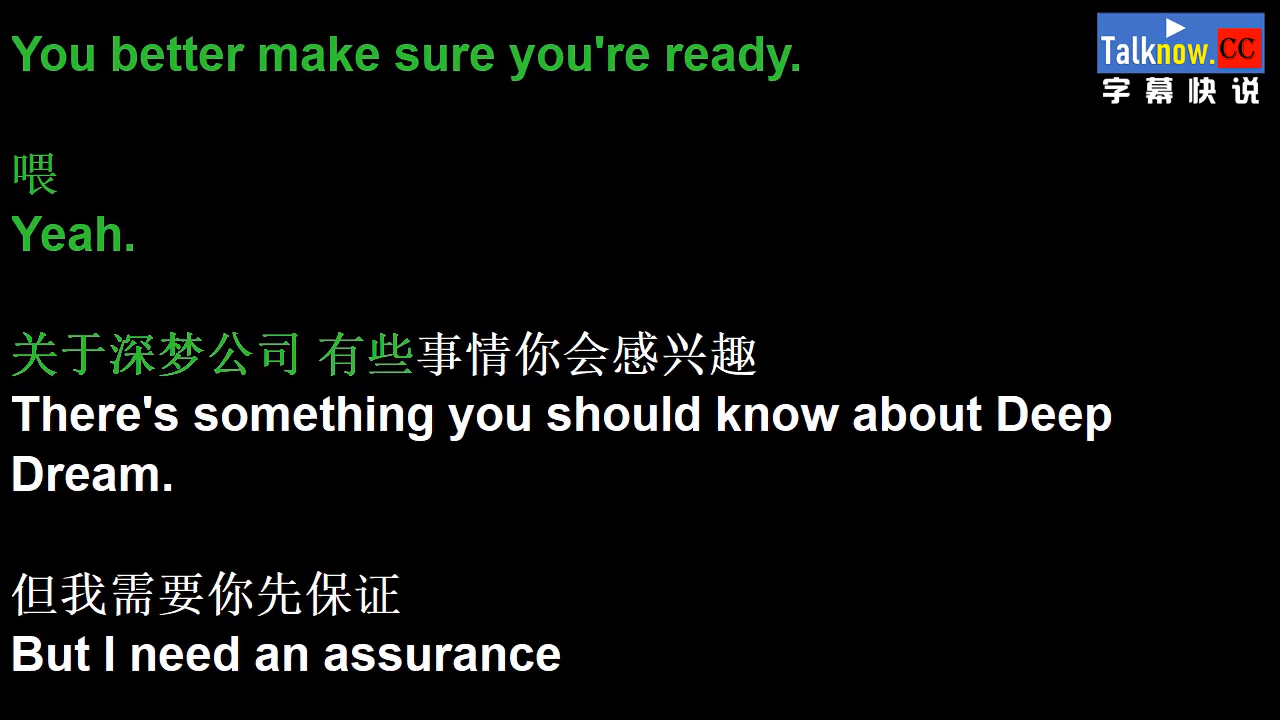 You better make sure you're ready.
Talknow.CC
字幕快说
喂
Yeah.
关于深梦公司 有些事情你会感兴趣
There's something you should know about Deep
Dream.
但我需要你先保证
But I need an assurance